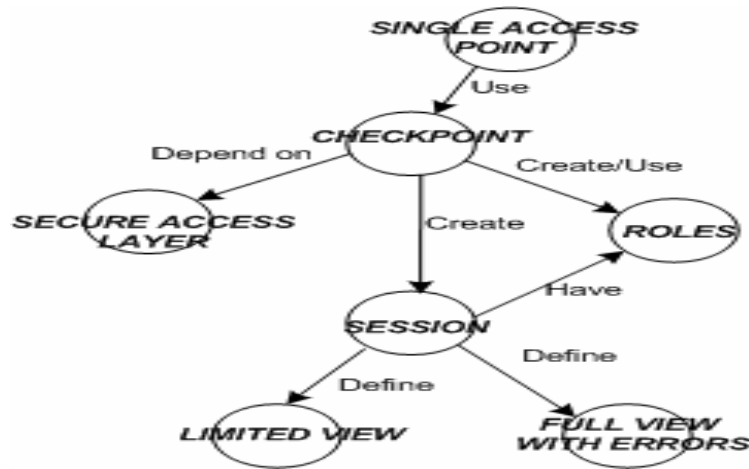 SINGLE ACCESS
POINT
Use
CHECKPOINT
Depend on
Create/Use
SECURE ACCESS
LAYER
Create
ROLES
Have
SESSION
Define
Define
LIMITED VIEW
FULL VIEW
WITH ERRORS